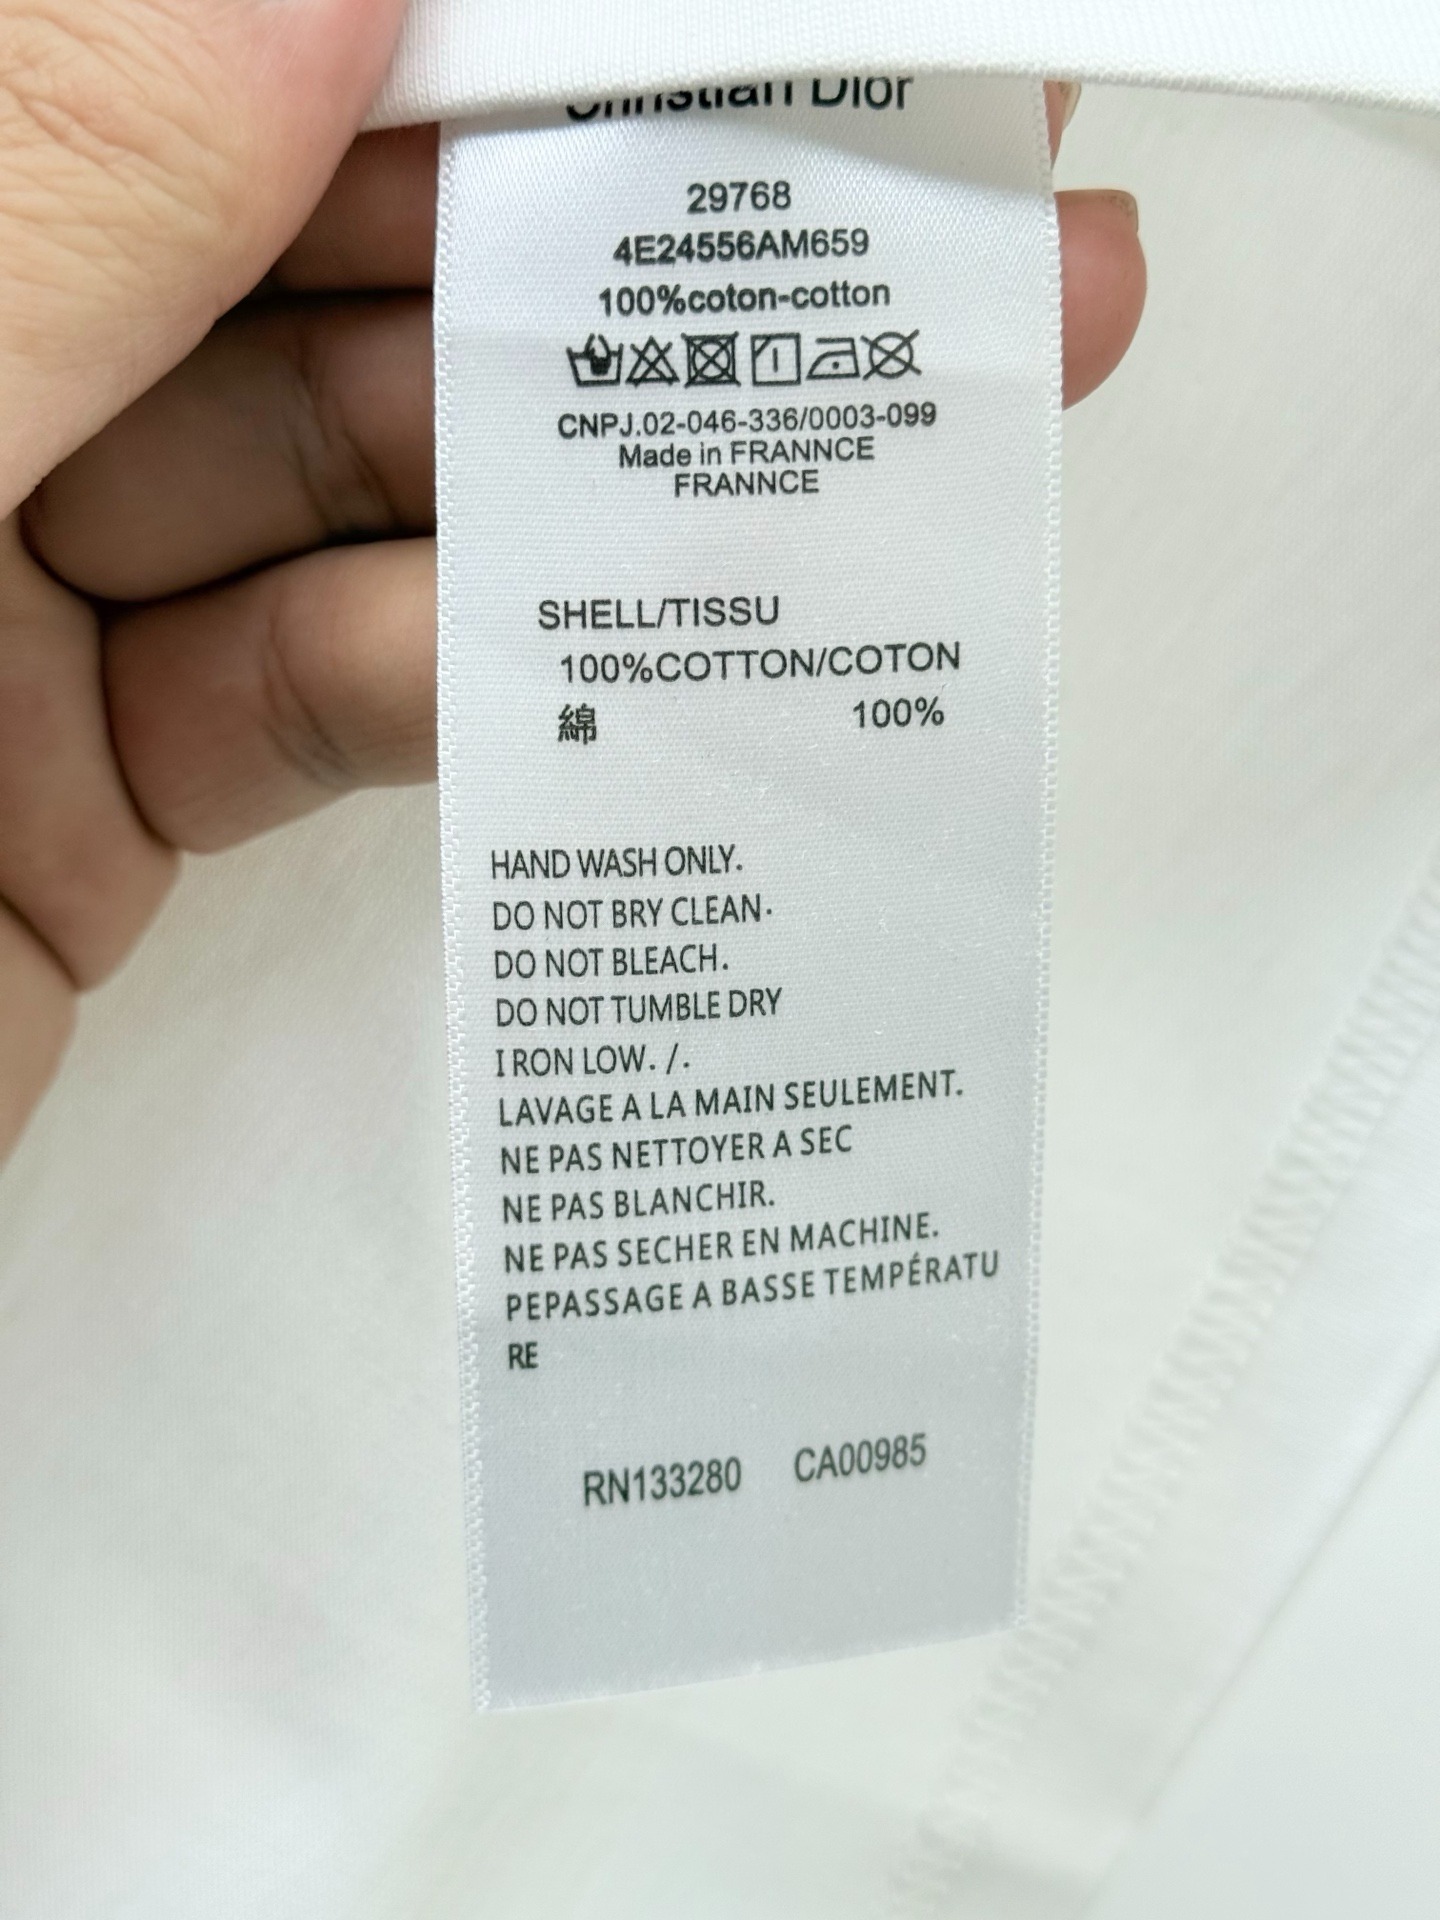 Christian Dior
29768
4E24556AM659
100%coton-cotton
CNPJ.02-046-336/0003-099
Made in FRANNCE
FRANNCE
SHELL/TISSU
100%COTTON/COTON
綿 100%
HAND WASH ONLY.
DO NOT BRY CLEAN.
DO NOT BLEACH.
DO NOT TUMBLE DRY
IRON LOW. /.
LAVAGE A LA MAIN SEULEMENT.
NE PAS NETTOYER A SEC
NE PAS BLANCHIR.
NE PAS SECHER EN MACHINE.
PEPASSAGE A BASSE TEMPÉRATU
RE
RN133280 CA00985